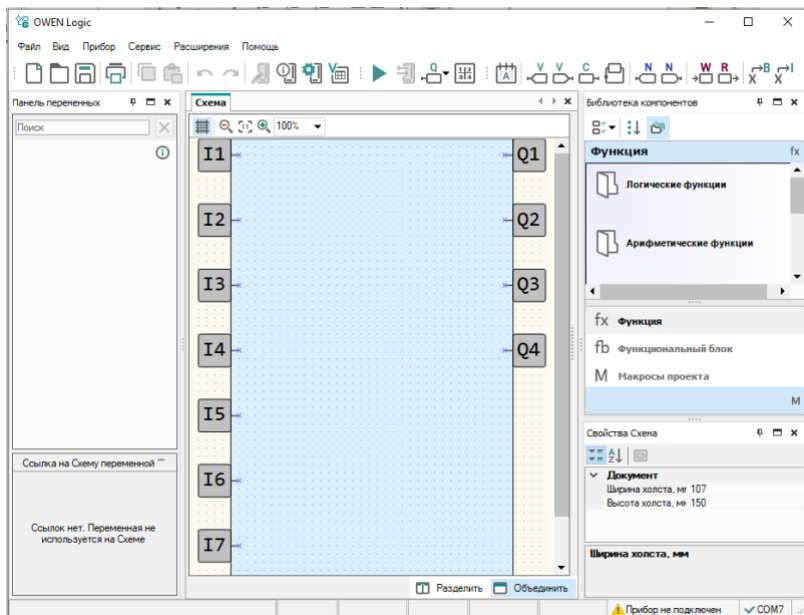 OWEN Logic
Файл Вид Прибор Сервис Расширения Помощь
Панель переменных
Поиск
Схема
100%
I1
I2
I3
I4
I5
I6
I7
Q1
Q2
Q3
Q4
Ссылка на Схему переменной ""
Ссылок нет. Переменная не
используется на Схеме
Разделить Объединить
Библиотека компонентов
Функция fx
Логические функции
Арифметические функции
fx Функция
fb Функциональный блок
M Макросы проекта
M
Свойства Схема
Документ
Ширина холста, мм 107
Высота холста, мм 150
Ширина холста, мм
Прибор не подключен COM7